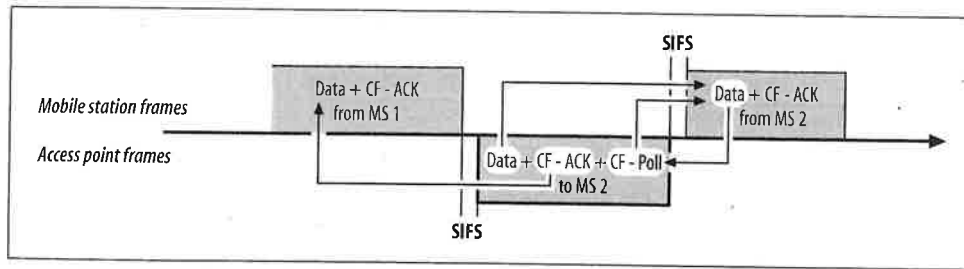 SIFS
Data + CF - ACK
from MS 1
Data + CF - ACK
from MS 2
Mobile station frames
Access point frames
Data + CF - ACK + CF - Poll
to MS 2
SIFS